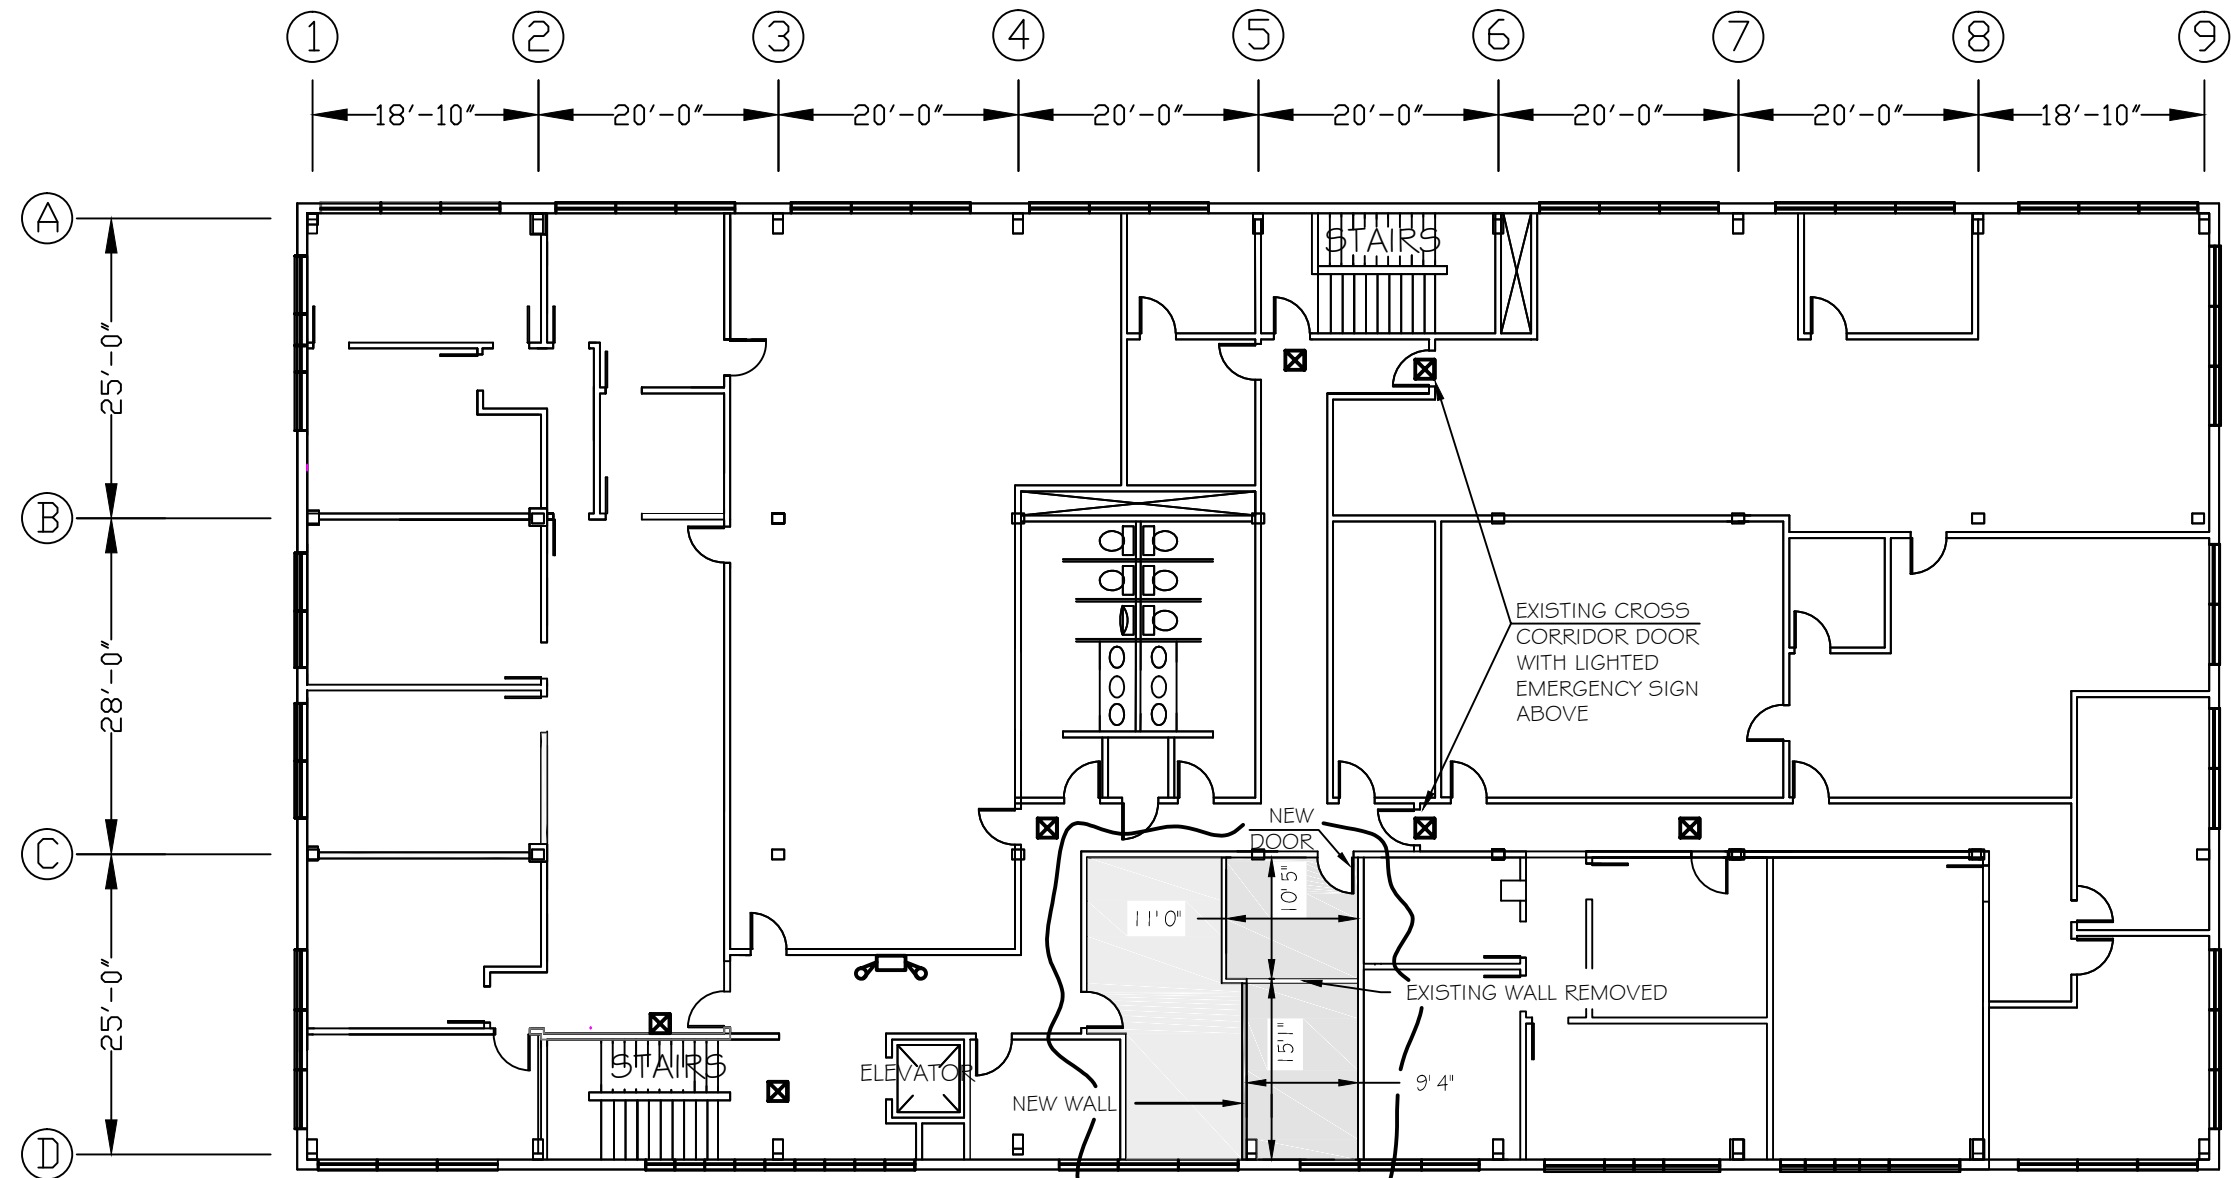 1 2 3 4 5 6 7 8 9
18'-10" 20'-0" 20'-0" 20'-0" 20'-0" 20'-0" 20'-0" 18'-10"
A
STAIRS
25'-0"
B
EXISTING CROSS
CORRIDOR DOOR
WITH LIGHTED
EMERGENCY SIGN
ABOVE
28'-0"
NEW
DOOR
C
10' 5"
11' 0"
EXISTING WALL REMOVED
25'-0"
15'1"
STAIRS
ELEVATOR
9' 4"
NEW WALL
D